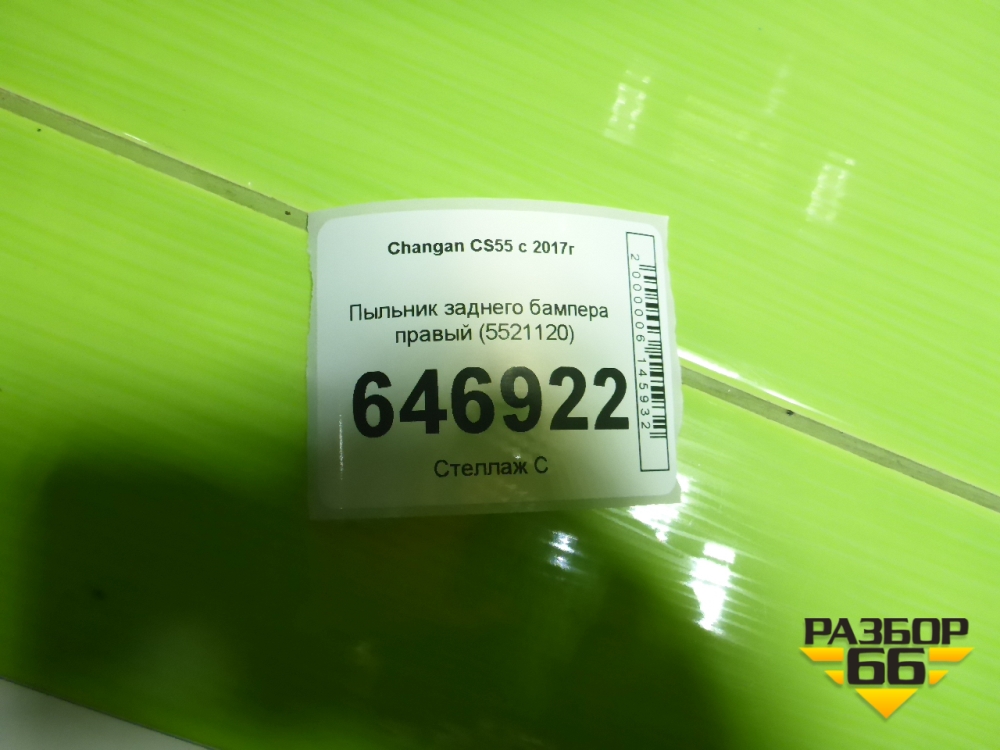 Changan CS55 с 2017г
Пыльник заднего бампера
правый (5521120)
646922
Стеллаж С
2000006145932
РАЗБОР
66